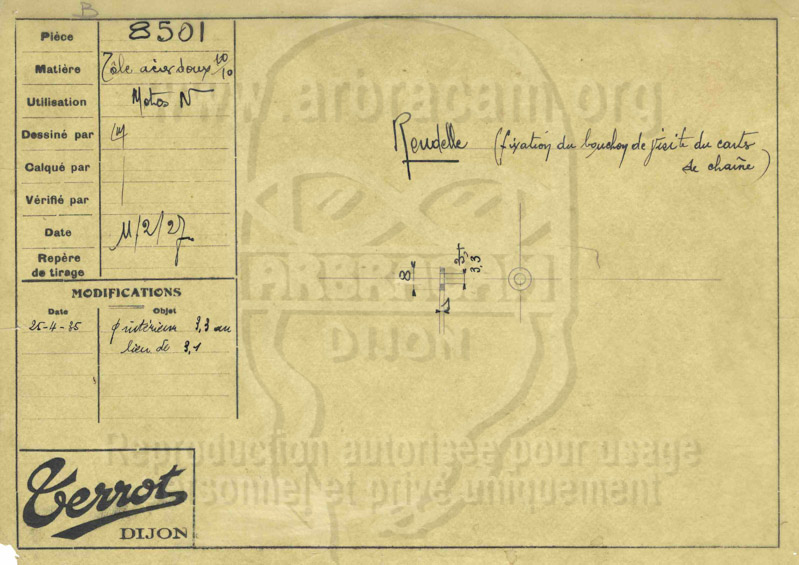 B
Pièce 8501
Matière Tôle acier doux 10/10
Utilisation Motos N
Dessiné par
Calqué par
Vérifié par
Date 11/2/27
Repère
de tirage
MODIFICATIONS
Date Objet
25-4-35 φ intérieur 3,3 au
lieu de 3,1
Rondelle (fixation du bouchon de visite du carter
de chaîne)
8
3,1
3,3
1
www.arbracam.org
ARBRACAM
DIJON
Reproduction autorisée pour usage
personnel et privé uniquement
Terrot
DIJON